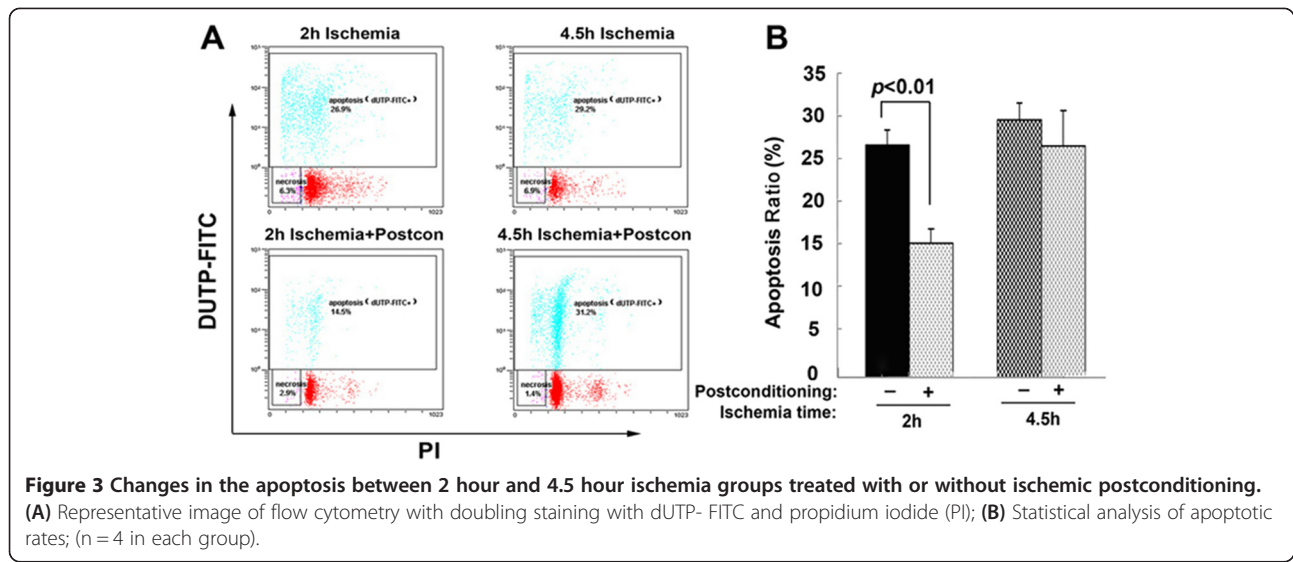 A
2h Ischemia
4.5h Ischemia
DUTP-FITC
apoptosis ( dUTP-FITC+ )
26.9%
necrosis
6.3%
0
1023
apoptosis ( dUTP-FITC+ )
29.2%
necrosis
6.9%
0
1023
2h Ischemia+Postcon
4.5h Ischemia+Postcon
apoptosis ( dUTP-FITC+ )
14.5%
necrosis
2.9%
0
1023
apoptosis ( dUTP-FITC+ )
31.2%
necrosis
1.4%
0
1023
PI
B
Apoptosis Ratio (%)
35
30
25
20
15
10
5
0
p<0.01
Postconditioning: − + − +
Ischemia time: 2h 4.5h
Figure 3 Changes in the apoptosis between 2 hour and 4.5 hour ischemia groups treated with or without ischemic postconditioning.
(A) Representative image of flow cytometry with doubling staining with dUTP- FITC and propidium iodide (PI); (B) Statistical analysis of apoptotic
rates; (n = 4 in each group).